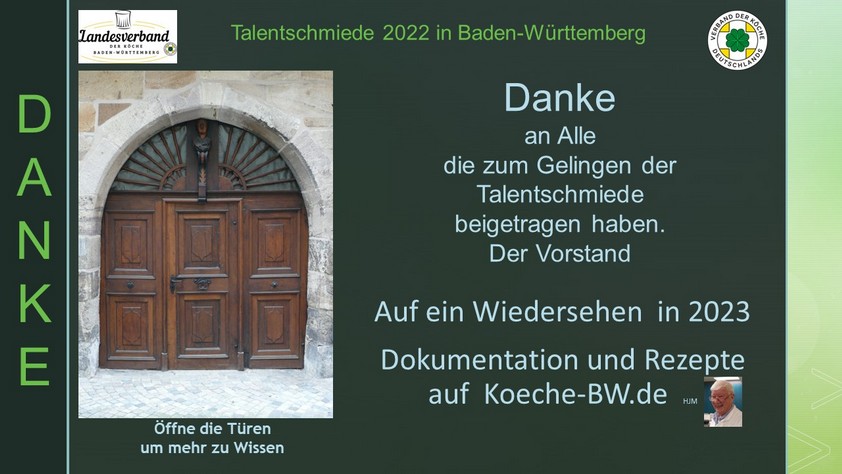 Landesverband
DER KÖCHE
BADEN-WÜRTTEMBERG
Talentschmiede 2022 in Baden-Württemberg
VERBAND DER KÖCHE
DEUTSCHLANDS
D
A
N
K
E
Danke
an Alle
die zum Gelingen der
Talentschmiede
beigetragen haben.
Der Vorstand
Auf ein Wiedersehen in 2023
Dokumentation und Rezepte
auf Koeche-BW.de
HJM
Öffne die Türen
um mehr zu Wissen